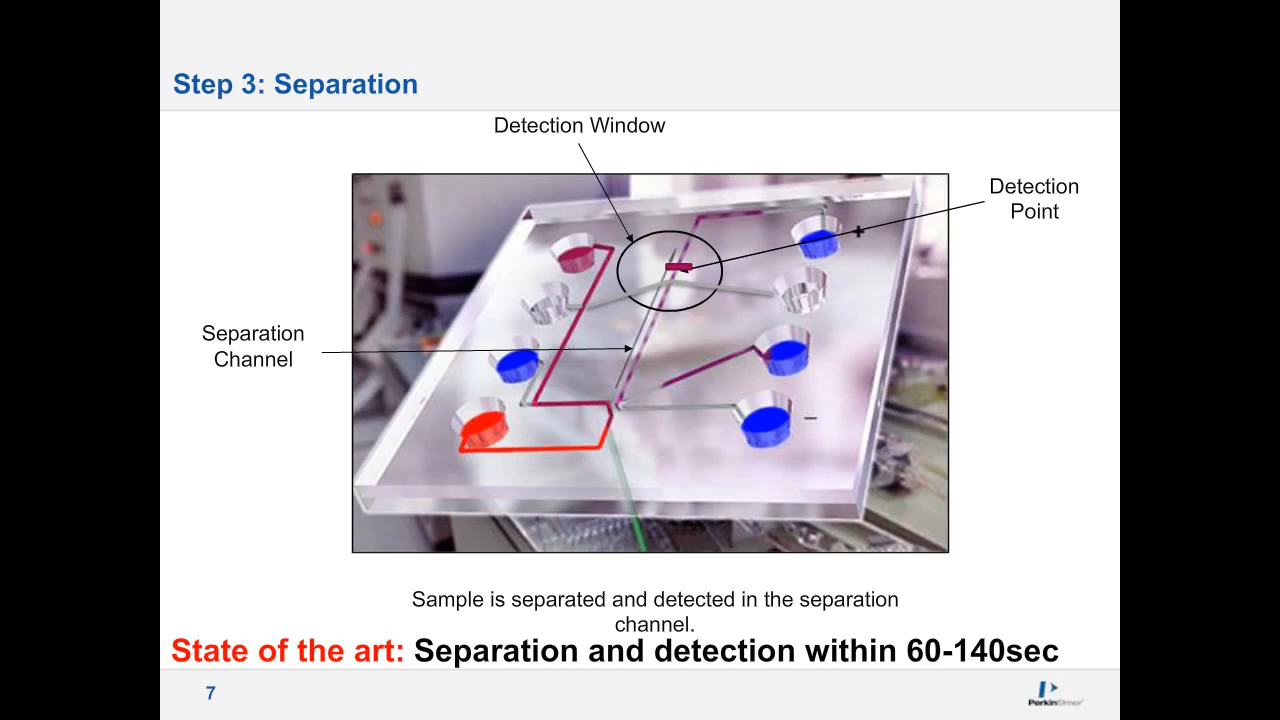 Step 3: Separation
Detection Window
Detection
Point
+
Separation
Channel
–
Sample is separated and detected in the separation
channel.
State of the art: Separation and detection within 60-140sec
7
PerkinElmer